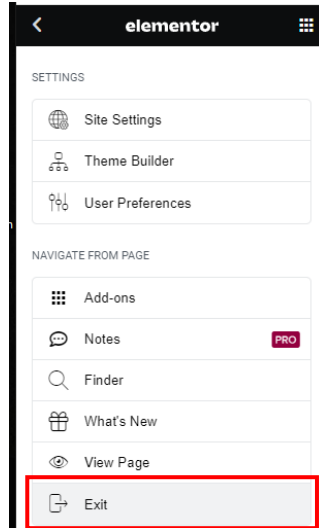 elementor
SETTINGS
Site Settings
Theme Builder
User Preferences
NAVIGATE FROM PAGE
Add-ons
Notes PRO
Finder
What's New
View Page
Exit